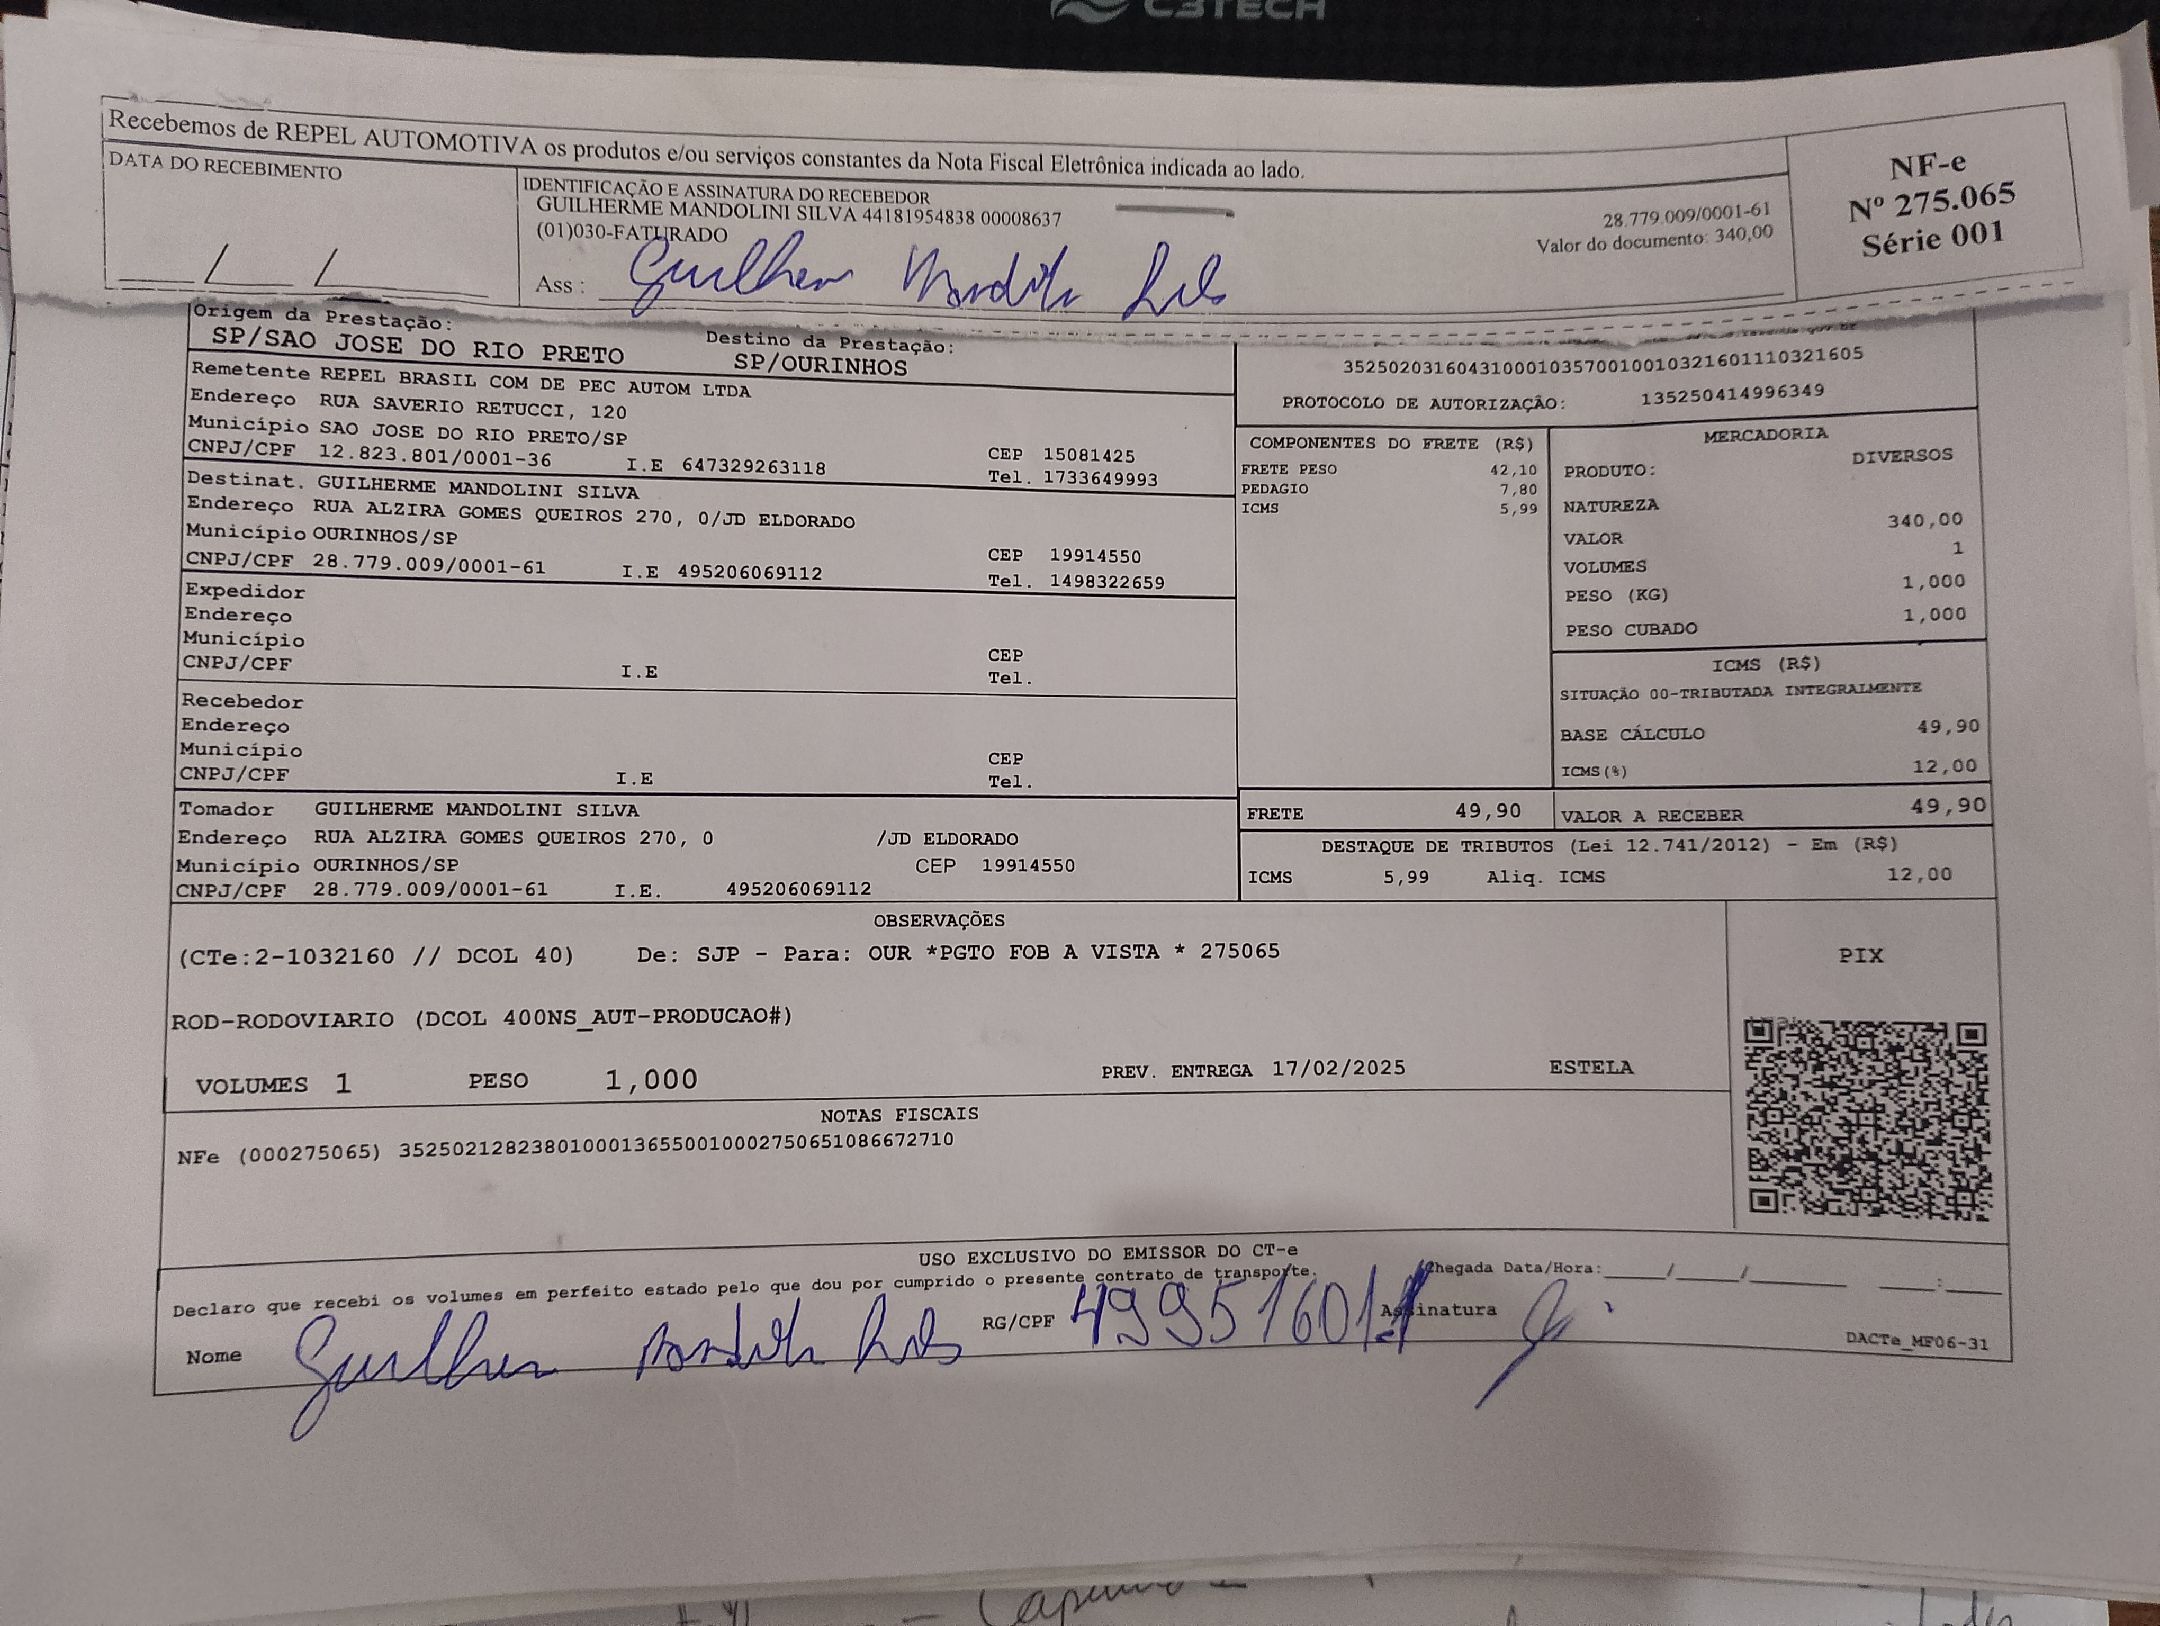 C3TECH
Recebemos de REPEL AUTOMOTIVA os produtos e/ou serviços constantes da Nota Fiscal Eletrônica indicada ao lado.
DATA DO RECEBIMENTO
IDENTIFICAÇÃO E ASSINATURA DO RECEBEDOR
GUILHERME MANDOLINI SILVA 44181954838 00008637
(01)030-FATURADO
28.779.009/0001-61
Valor do documento: 340,00
Ass :
NF-e
Nº 275.065
Série 001
Origem da Prestação:
SP/SAO JOSE DO RIO PRETO
Destino da Prestação:
SP/OURINHOS
35250203160431000103570010010321601110321605
PROTOCOLO DE AUTORIZAÇÃO: 135250414996349
Remetente REPEL BRASIL COM DE PEC AUTOM LTDA
Endereço RUA SAVERIO RETUCCI, 120
Município SAO JOSE DO RIO PRETO/SP
CEP 15081425
CNPJ/CPF 12.823.801/0001-36 I.E 647329263118 Tel. 1733649993
Destinat. GUILHERME MANDOLINI SILVA
Endereço RUA ALZIRA GOMES QUEIROS 270, 0/JD ELDORADO
Município OURINHOS/SP CEP 19914550
CNPJ/CPF 28.779.009/0001-61 I.E 495206069112 Tel. 1498322659
Expedidor
Endereço
Município CEP
CNPJ/CPF I.E Tel.
Recebedor
Endereço
Município CEP
CNPJ/CPF I.E Tel.
Tomador GUILHERME MANDOLINI SILVA
Endereço RUA ALZIRA GOMES QUEIROS 270, 0 /JD ELDORADO
Município OURINHOS/SP CEP 19914550
CNPJ/CPF 28.779.009/0001-61 I.E. 495206069112
COMPONENTES DO FRETE (R$)
FRETE PESO 42,10
PEDAGIO 7,80
ICMS 5,99
MERCADORIA
PRODUTO: DIVERSOS
NATUREZA
VALOR 340,00
VOLUMES 1
PESO (KG) 1,000
PESO CUBADO 1,000
ICMS (R$)
SITUAÇÃO 00-TRIBUTADA INTEGRALMENTE
BASE CÁLCULO 49,90
ICMS(%) 12,00
FRETE 49,90 VALOR A RECEBER 49,90
DESTAQUE DE TRIBUTOS (Lei 12.741/2012) - Em (R$)
ICMS 5,99 Aliq. ICMS 12,00
OBSERVAÇÕES
(CTe:2-1032160 // DCOL 40) De: SJP - Para: OUR *PGTO FOB A VISTA * 275065
PIX
ROD-RODOVIARIO (DCOL 400NS_AUT-PRODUCAO#)
VOLUMES 1 PESO 1,000 PREV. ENTREGA 17/02/2025 ESTELA
NOTAS FISCAIS
NFe (000275065) 35250212823801000136550010002750651086672710
USO EXCLUSIVO DO EMISSOR DO CT-e
Declaro que recebi os volumes em perfeito estado pelo que dou por cumprido o presente contrato de transporte. Chegada Data/Hora:
Nome RG/CPF Assinatura
DACTe_MF06-31